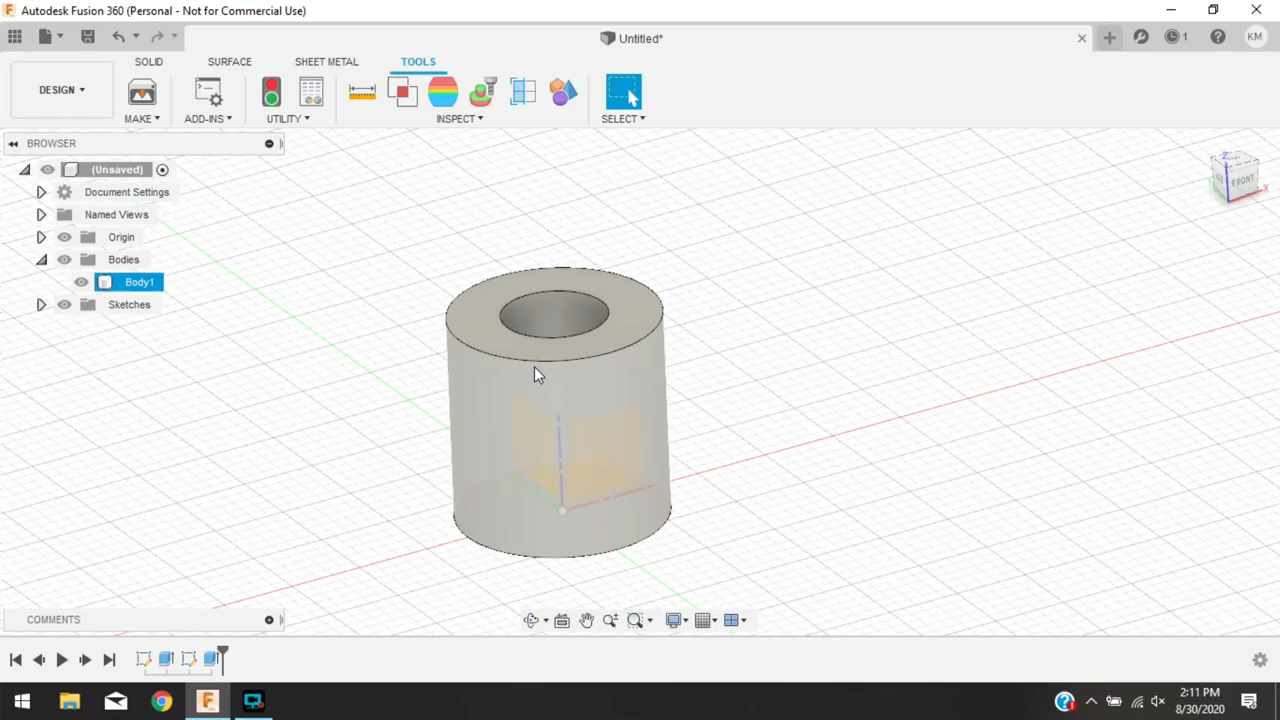 Autodesk Fusion 360 (Personal - Not for Commercial Use)
Untitled*
1
KM
DESIGN
SOLID
SURFACE
SHEET METAL
TOOLS
MAKE
ADD-INS
UTILITY
INSPECT
SELECT
BROWSER
(Unsaved)
Document Settings
Named Views
Origin
Bodies
Body1
Sketches
Z
FRONT
X
COMMENTS
2:11 PM
8/30/2020